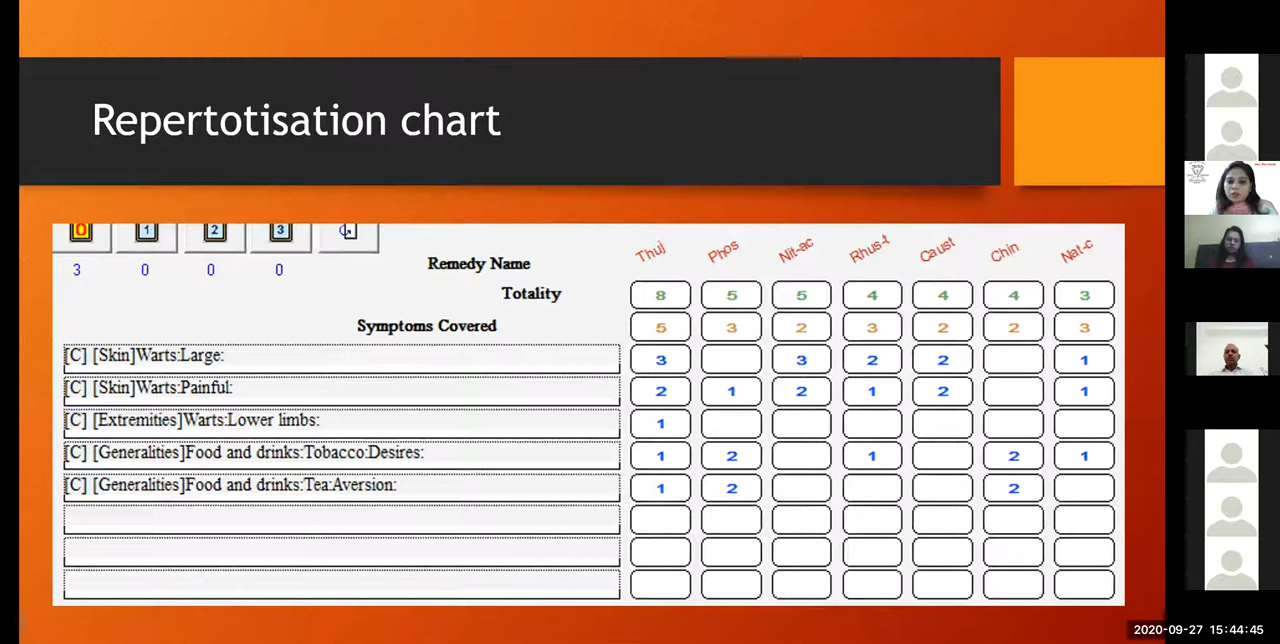 Repertotisation chart
0 1 2 3
3 0 0 0
Remedy Name Thuj Phos Nit-ac Rhus-t Caust Chin Nat-c
Totality 8 5 5 4 4 4 3
Symptoms Covered 5 3 2 3 2 2 3
[C] [Skin]Warts:Large: 3 3 2 2 1
[C] [Skin]Warts:Painful: 2 1 2 1 2 1
[C] [Extremities]Warts:Lower limbs: 1
[C] [Generalities]Food and drinks:Tobacco:Desires: 1 2 1 2 1
[C] [Generalities]Food and drinks:Tea:Aversion: 1 2 2
2020-09-27 15:44:45